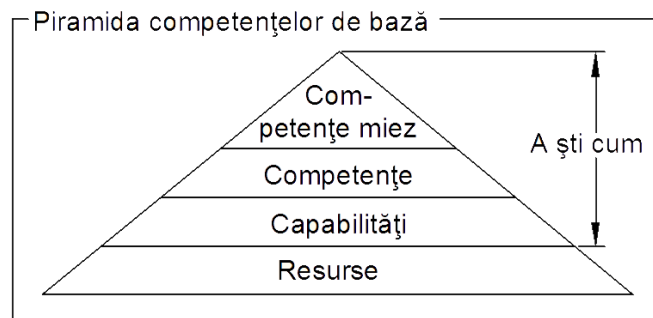 Piramida competenţelor de bază
Com-
petenţe miez
A şti cum
Competenţe
Capabilităţi
Resurse